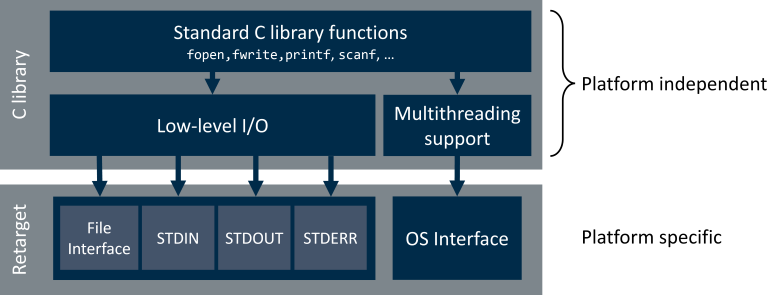 C library
Standard C library functions
fopen,fwrite,printf, scanf, ...
Low-level I/O
Multithreading
support
Platform independent
Retarget
File
Interface
STDIN
STDOUT
STDERR
OS Interface
Platform specific